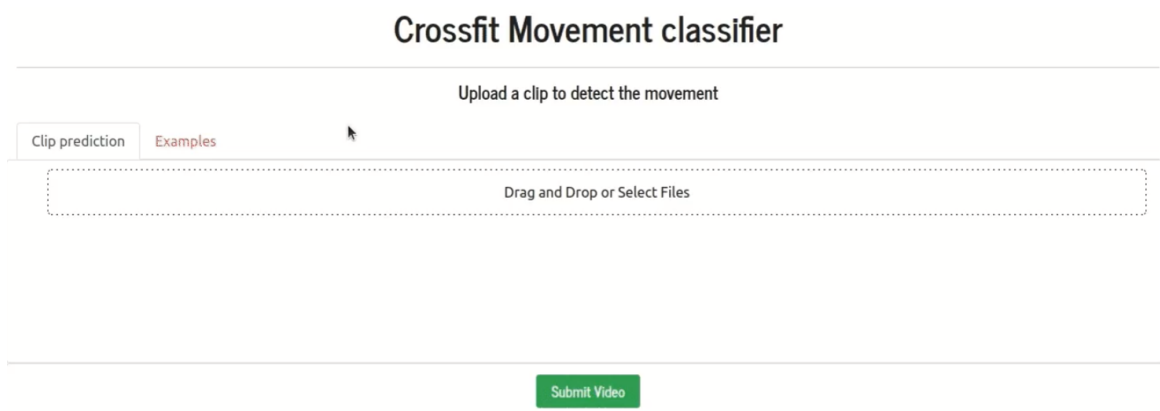 Crossfit Movement classifier
Upload a clip to detect the movement
Clip prediction
Examples
Drag and Drop or Select Files
Submit Video